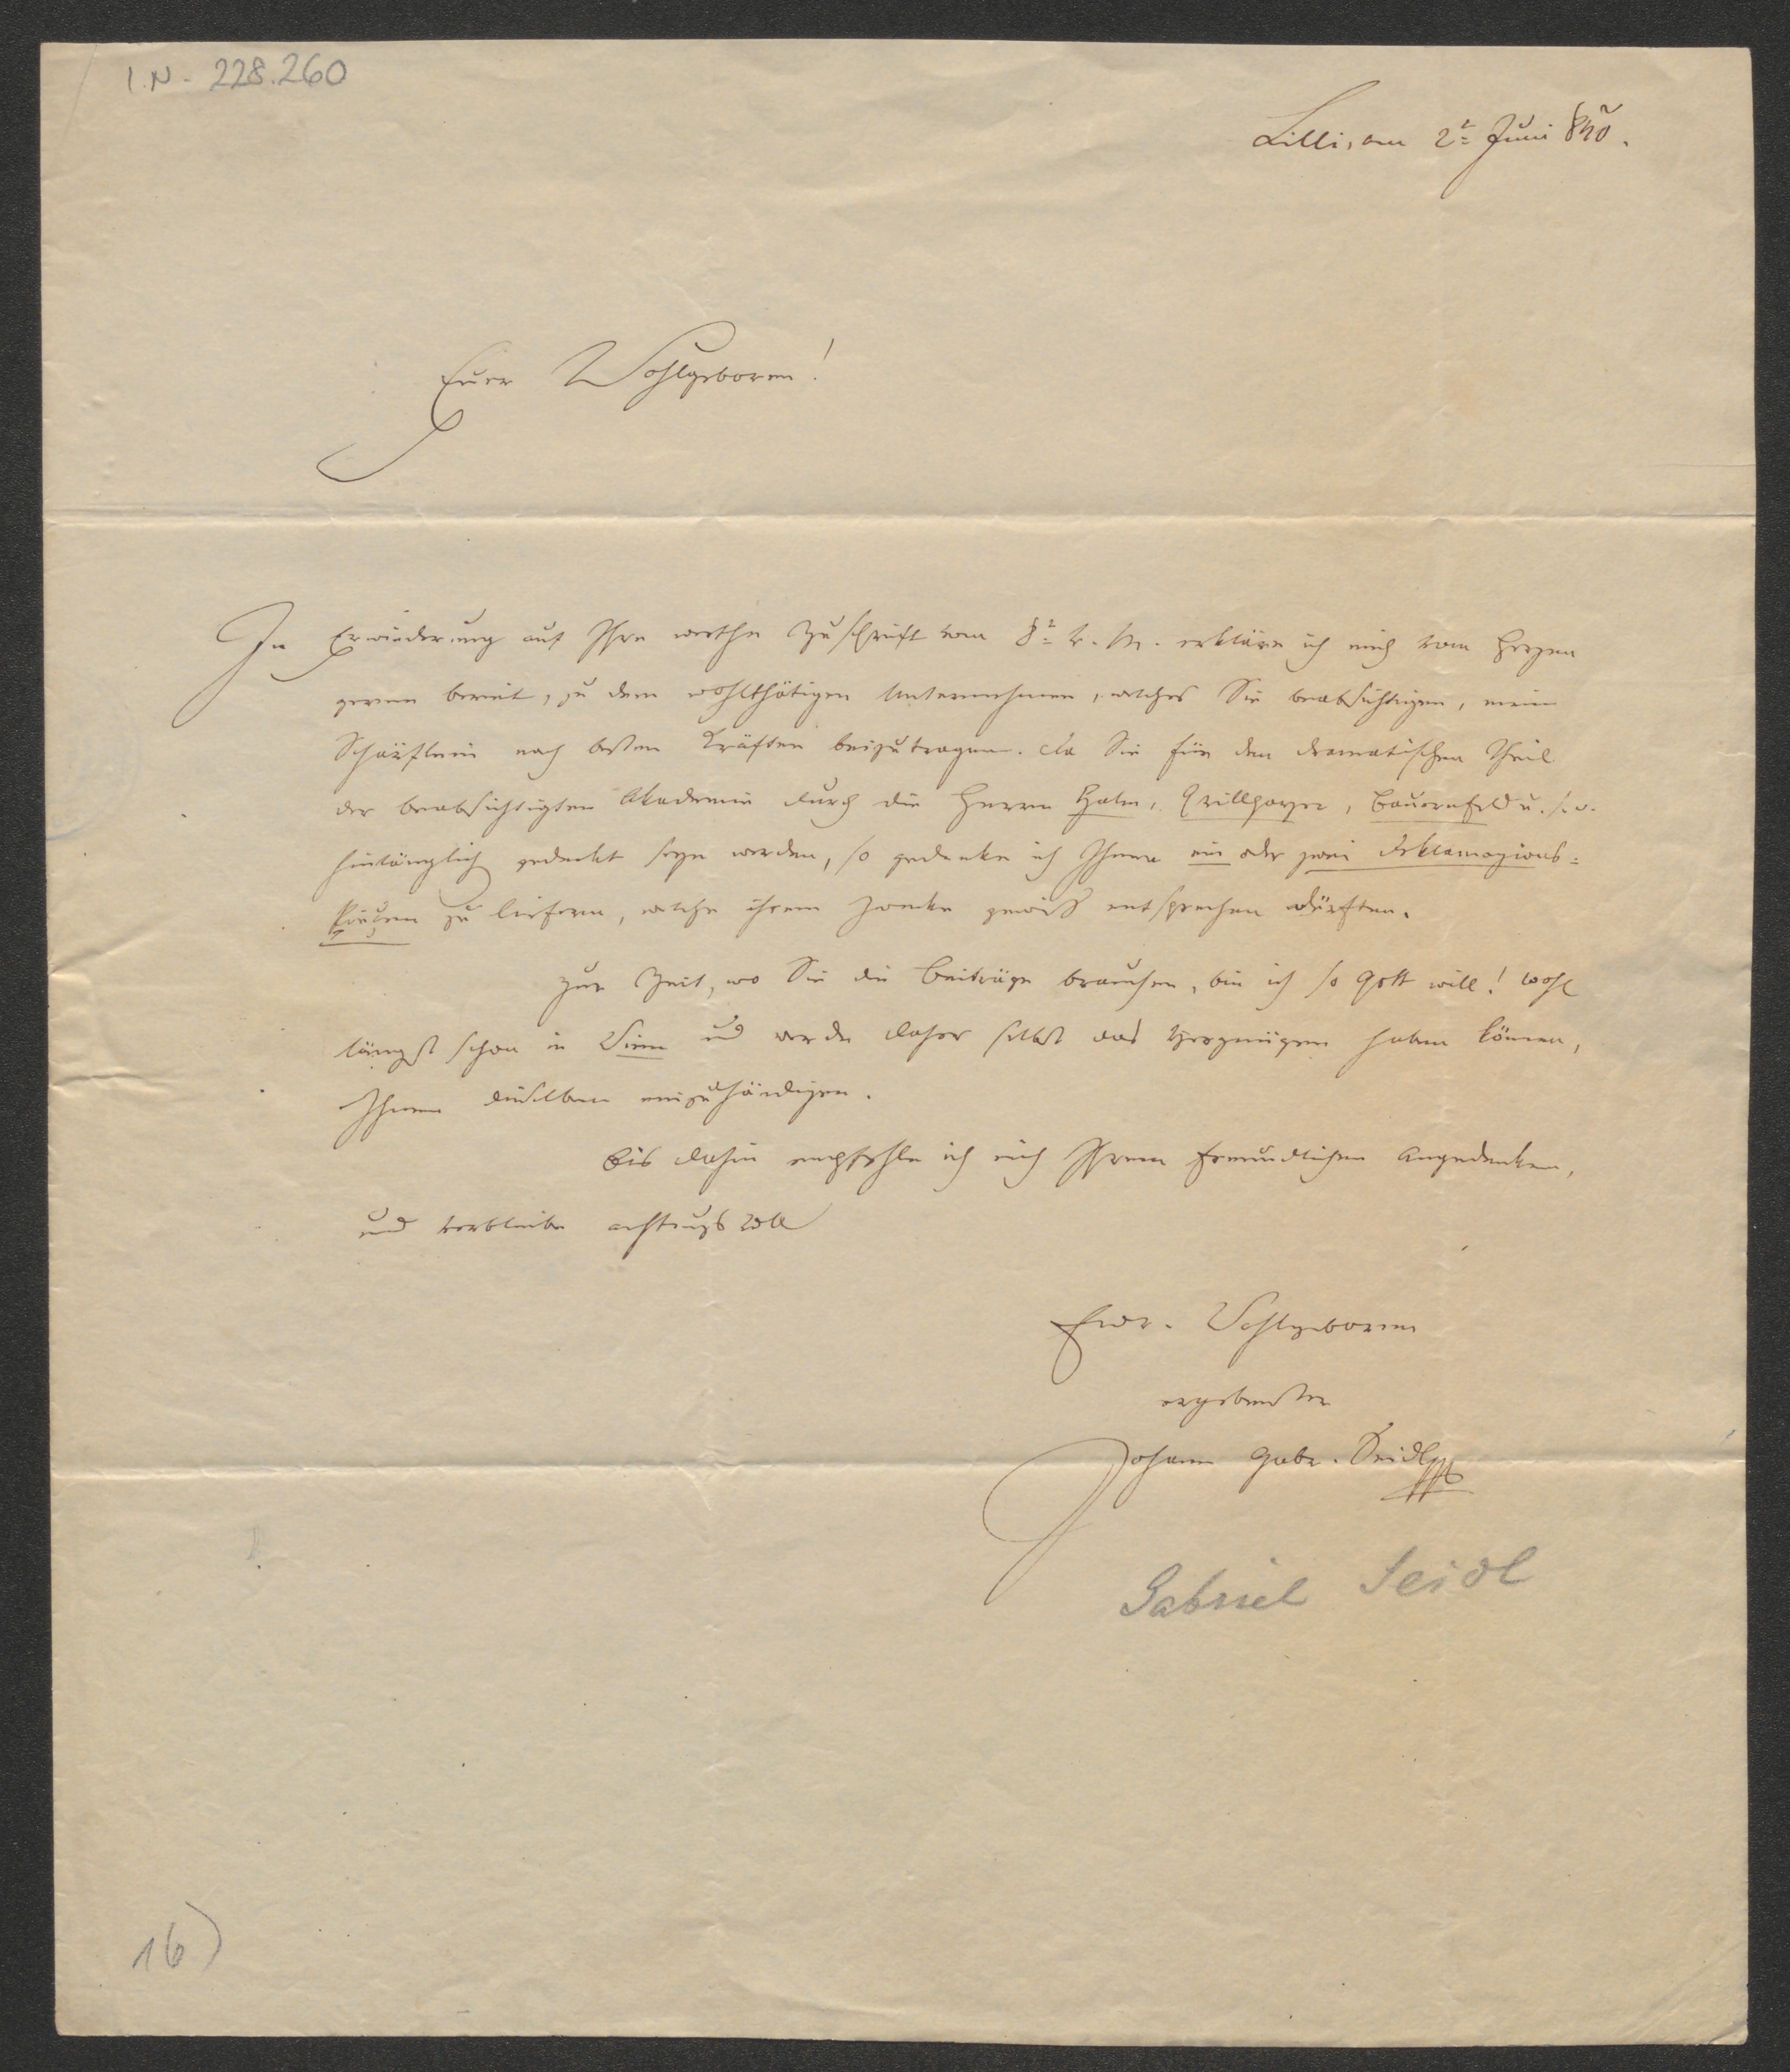 I.N. 228.260
Cilli, am 2t Juni 840.
Euer Wohlgeboren!
In Erwiederung auf Ihre werthe Zuschrift vom 8t v. M. erkläre ich mich vom Herzen
gerne bereit, zu dem wohlthätigen Unternehmen, welches Sie beabsichtigen, mein
Schärflein nach besten Kräften beizutragen. Da Sie für den dramatischen Theil
der beabsichtigten Akademie durch die Herren Halm, Grillparzer, Bauernfeld u. s. w.
hinlänglich gedeckt seyn werden, so gedenke ich Ihnen ein oder zwei Deklamazions-
piecen zu liefern, welche ihrem Zwecke gewiß entsprechen dürften.
Zur Zeit, wo Sie die Beiträge brauchen, bin ich so Gott will! wohl
längst schon in Wien und werde daher selbst das Vergnügen haben können,
Ihnen dieselben einzuhändigen.
Bis dahin empfehle ich mich Ihrem freundlichen Angedenken,
und verbleibe achtungsvoll
Euer. Wohlgeboren
ergebenster
Johann Gabr. Seidl
Gabriel Seidl
16)